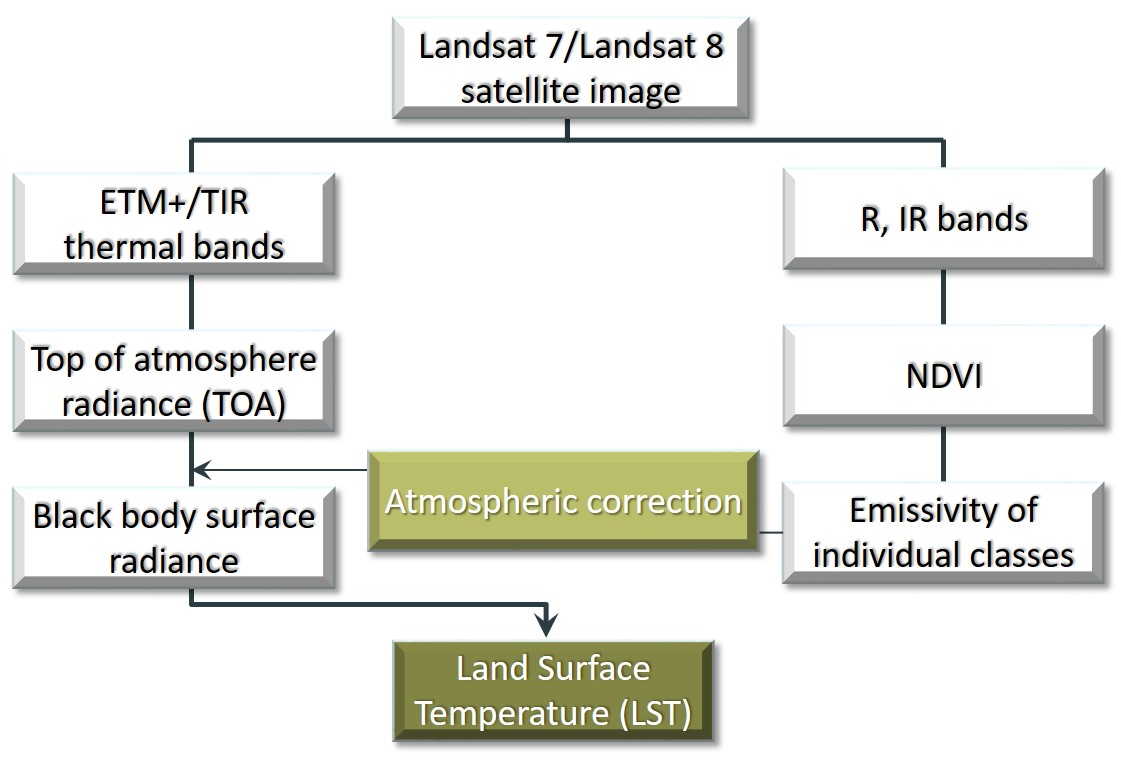 Landsat 7/Landsat 8
satellite image
ETM+/TIR
thermal bands
R, IR bands
Top of atmosphere
radiance (TOA)
NDVI
Atmospheric correction
Black body surface
radiance
Emissivity of
individual classes
Land Surface
Temperature (LST)